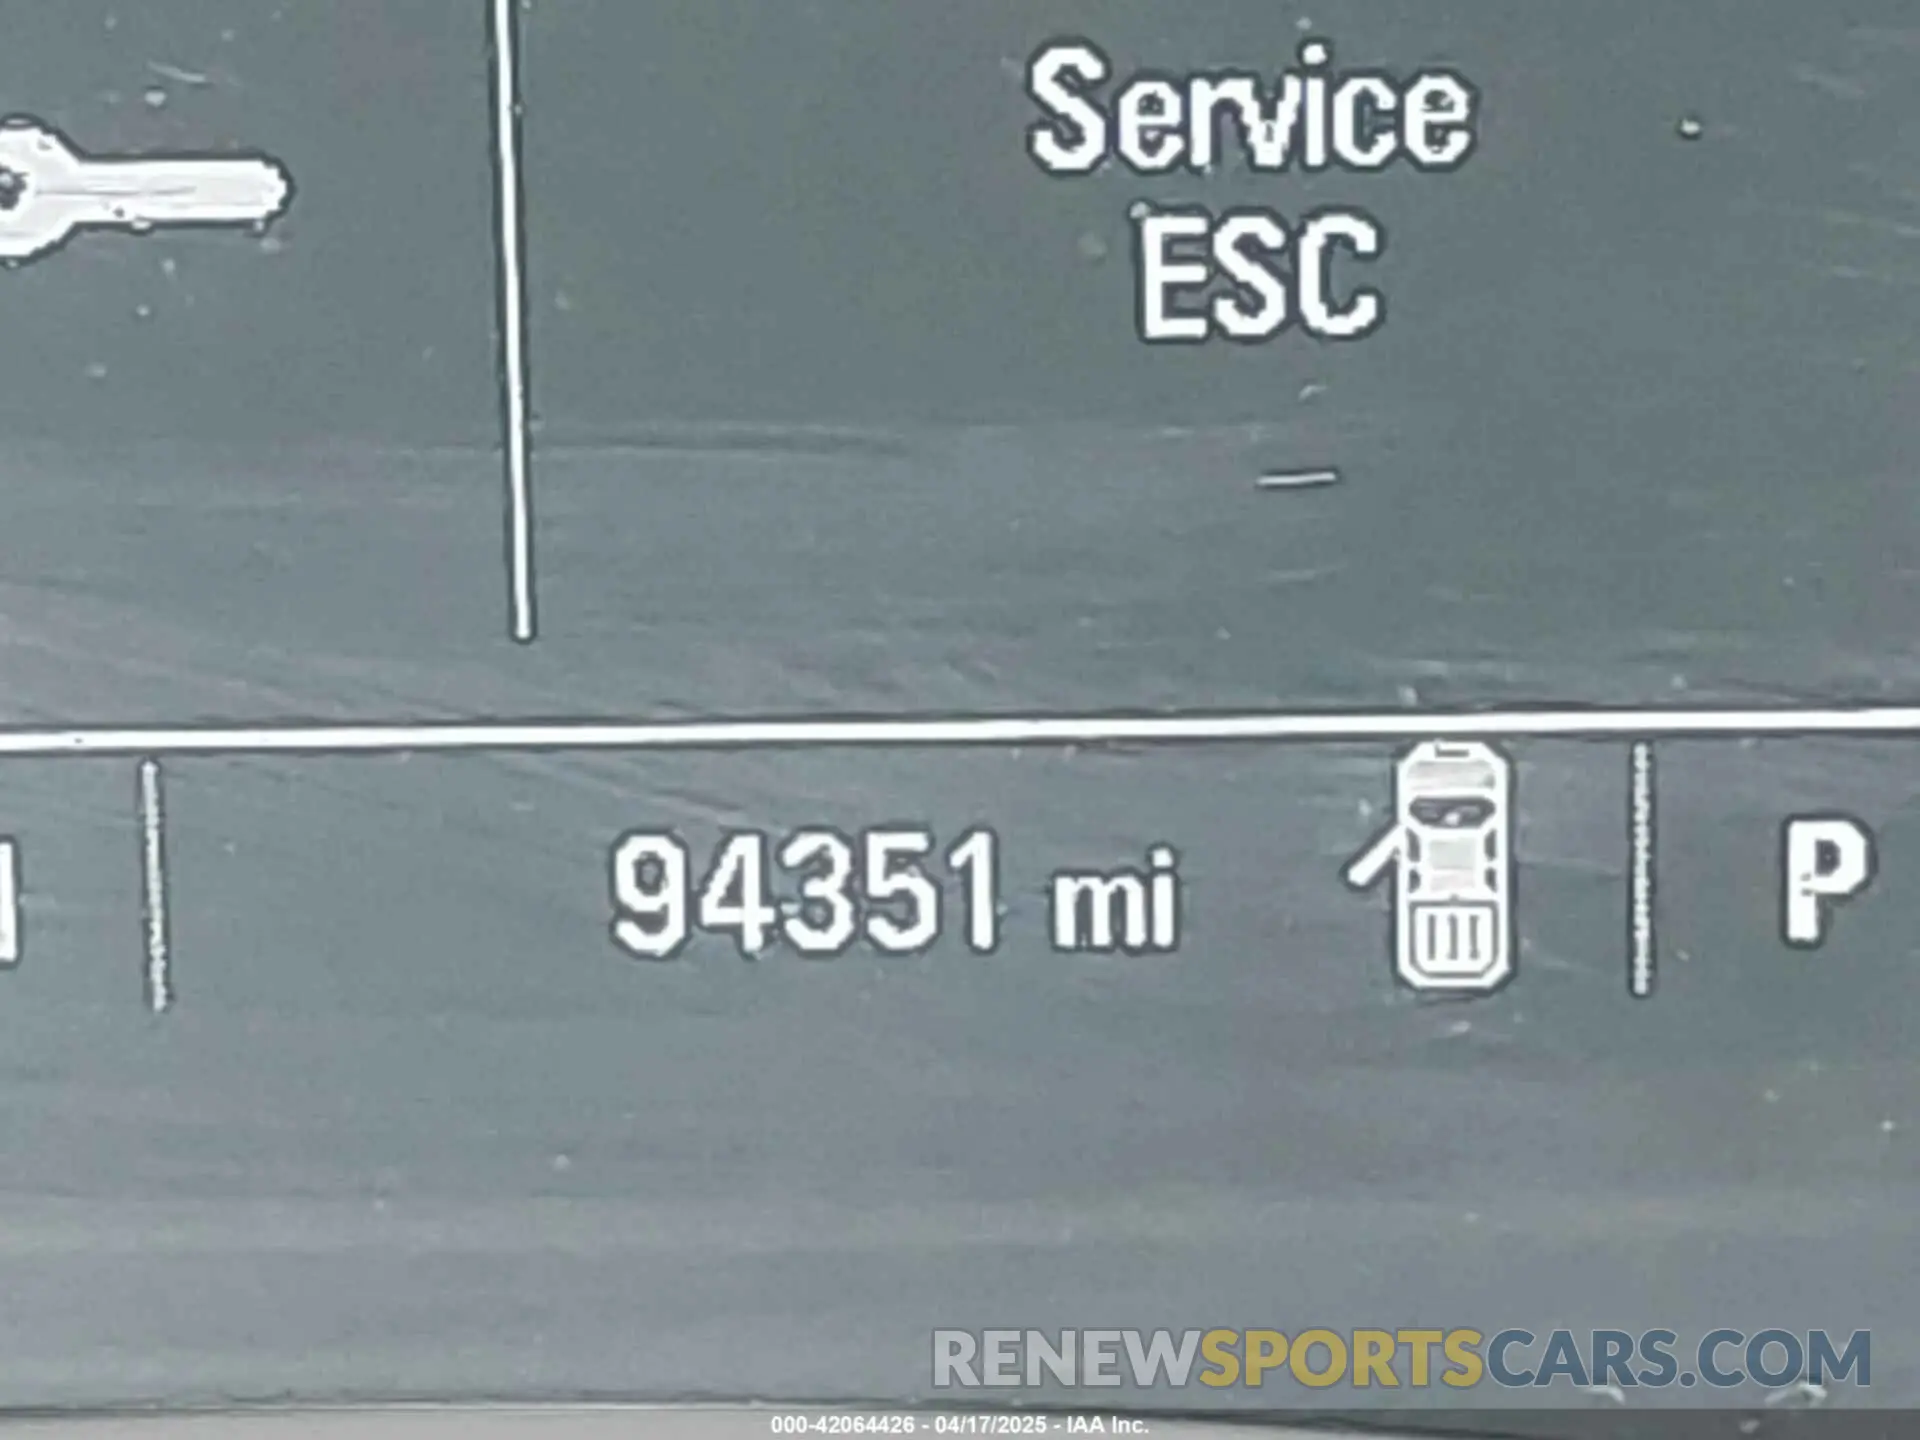 Service
ESC
94351 mi
P
RENEWSPORTSCARS.COM
000-42064426 - 04/17/2025 - IAA Inc.